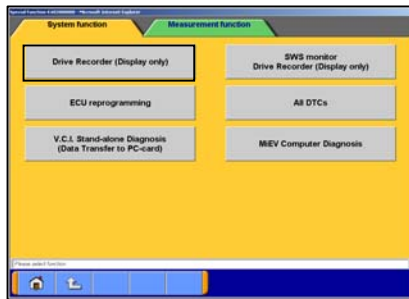 System function
Measurement function
Drive Recorder (Display only)
SWS monitor
Drive Recorder (Display only)
ECU reprogramming
All DTCs
V.C.I. Stand-alone Diagnosis
(Data Transfer to PC-card)
MiEV Computer Diagnosis
Please select function